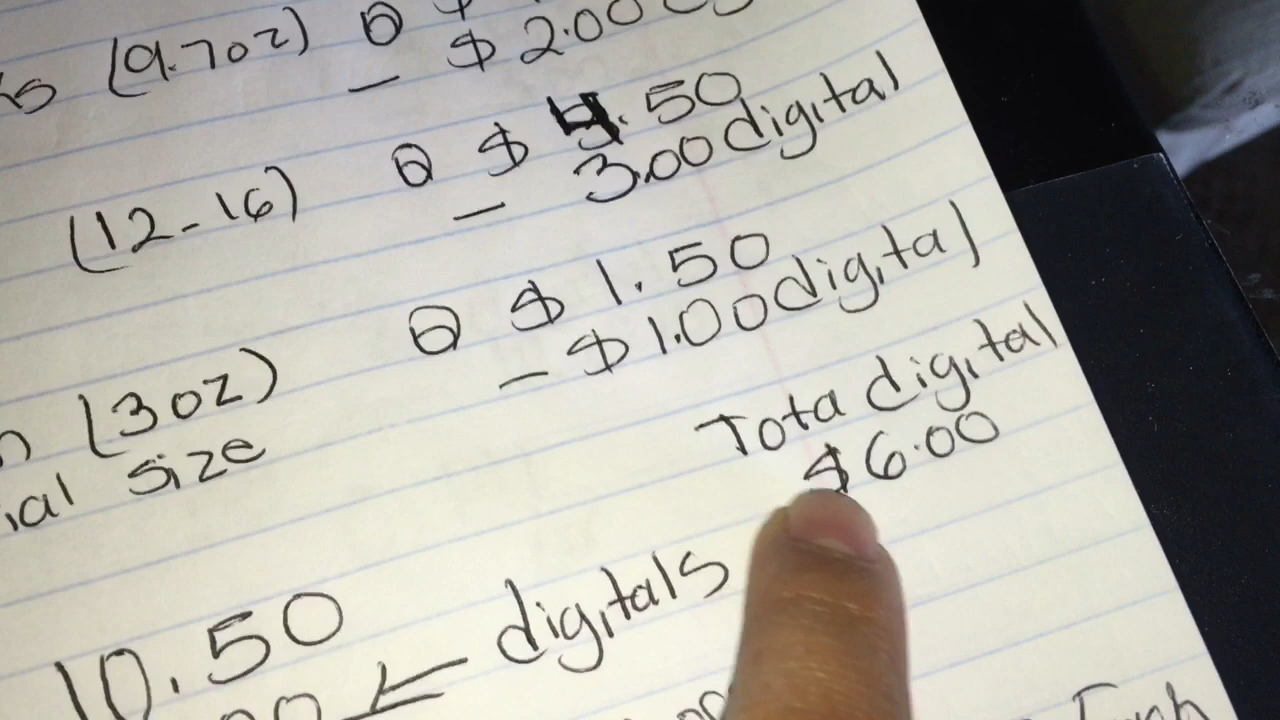 (9.7oz) @ $
- $ 2.00
(12-16) @ $ 4.50
- 3.00 digital
@ $ 1.50
- $1.00 digital
(3oz)
size
Tota digital
$6.00
10.50
← digitals